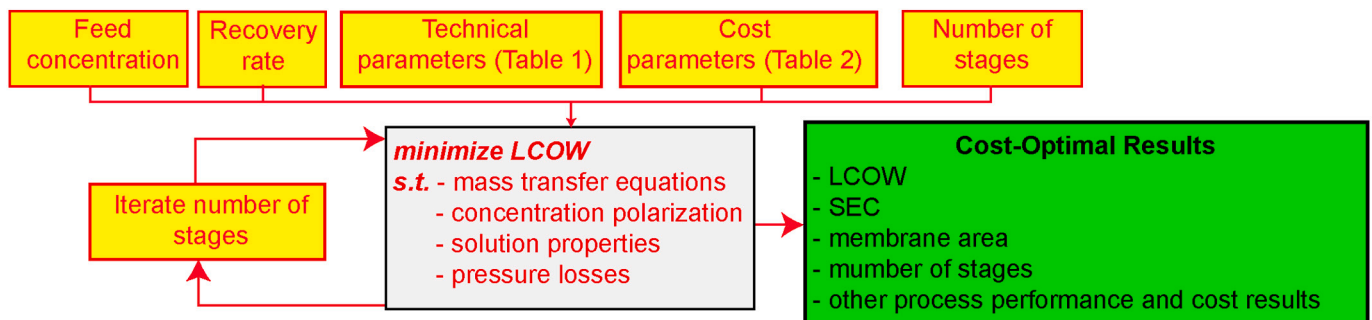 Feed
concentration
Recovery
rate
Technical
parameters (Table 1)
Cost
parameters (Table 2)
Number of
stages
Iterate number of
stages
minimize LCOW
s.t. - mass transfer equations
- concentration polarization
- solution properties
- pressure losses
Cost-Optimal Results
- LCOW
- SEC
- membrane area
- mumber of stages
- other process performance and cost results